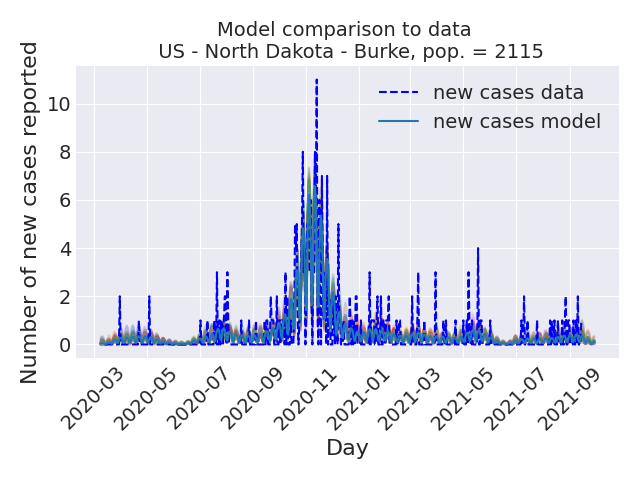 Model comparison to data
US - North Dakota - Burke, pop. = 2115
Number of new cases reported
10
8
6
4
2
0
new cases data
new cases model
2020-03
2020-05
2020-07
2020-09
2020-11
2021-01
2021-03
2021-05
2021-07
2021-09
Day